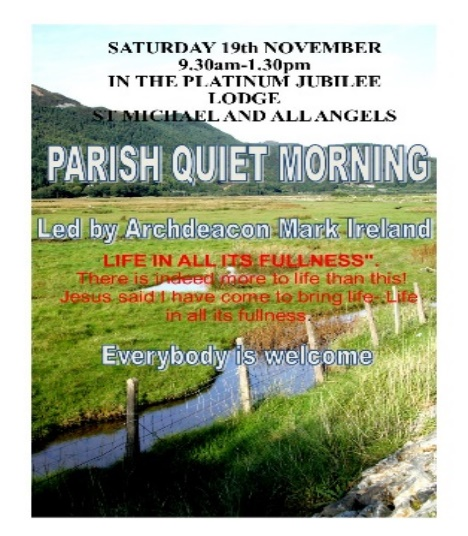 SATURDAY 19th NOVEMBER
9.30am-1.30pm
IN THE PLATINUM JUBILEE
LODGE
ST MICHAEL AND ALL ANGELS
PARISH QUIET MORNING
Led by Archdeacon Mark Ireland
LIFE IN ALL ITS FULLNESS".
There is indeed more to life than this!
Jesus said I have come to bring life- Life
in all its fullness.
Everybody is welcome